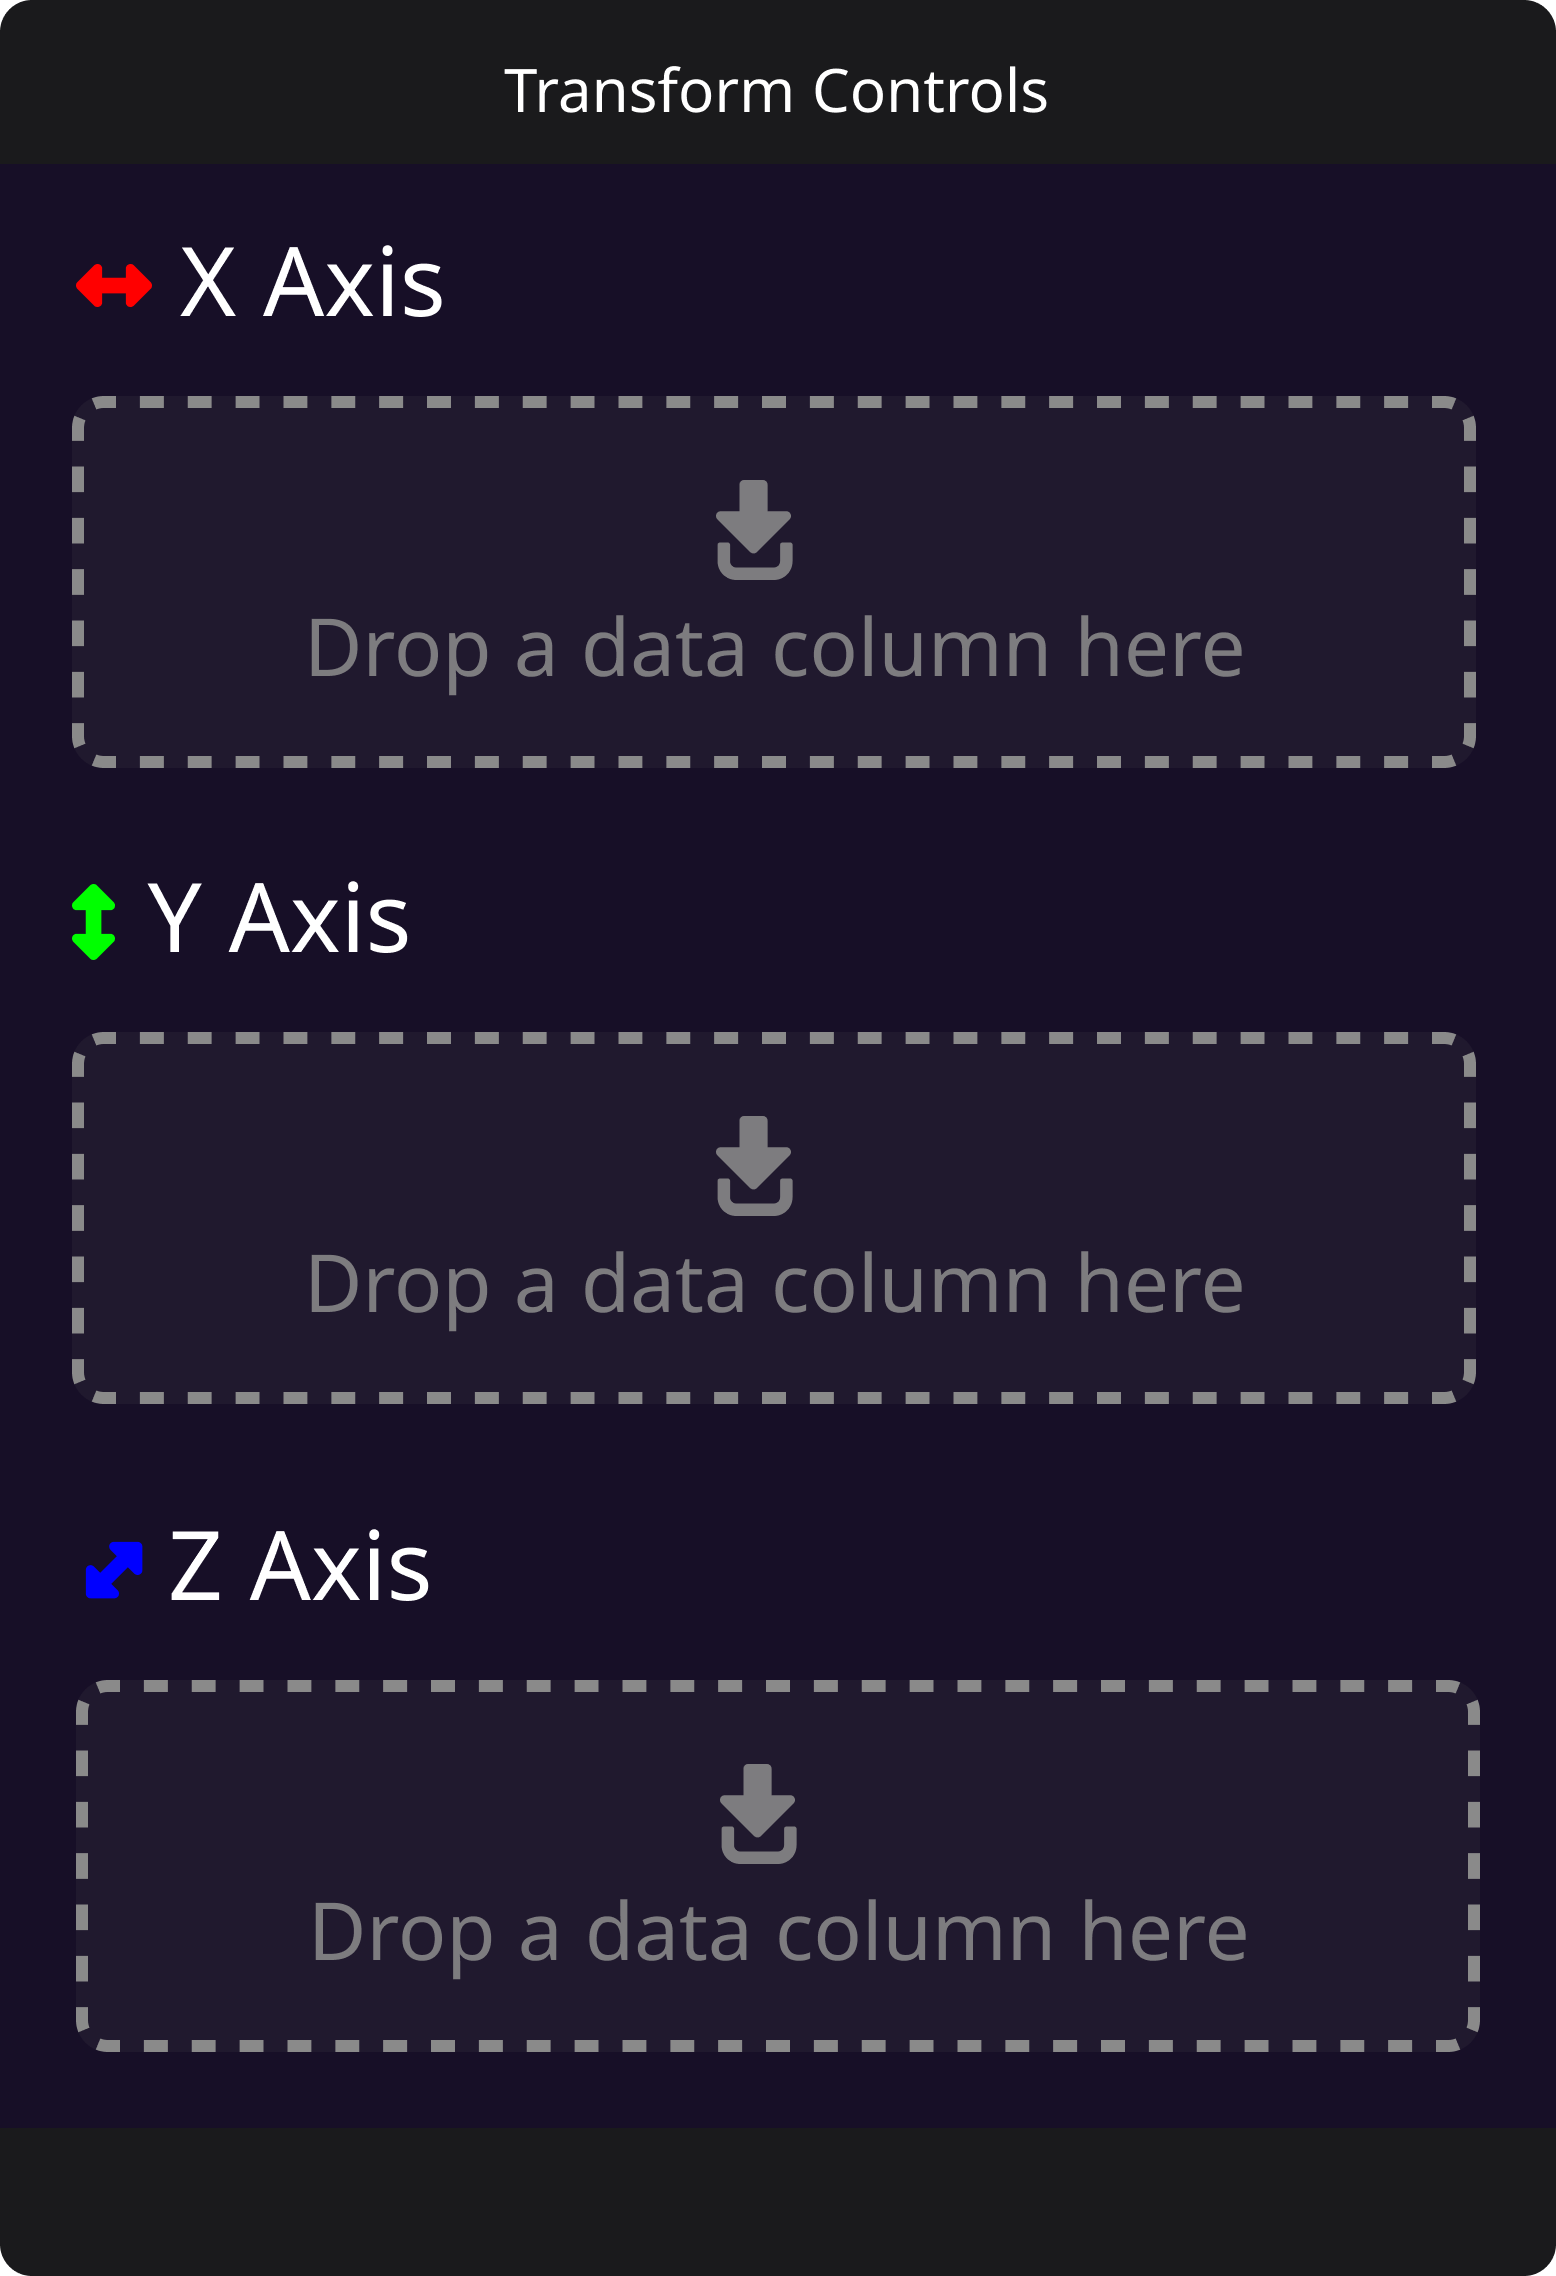 Transform Controls
X Axis
Drop a data column here
Y Axis
Drop a data column here
Z Axis
Drop a data column here